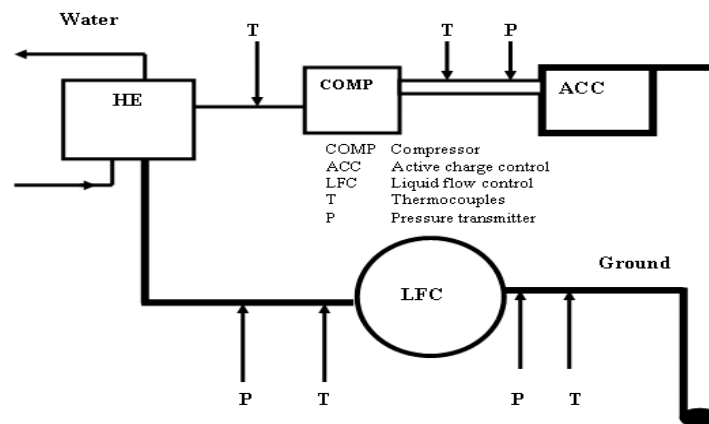 Water
T
T
P
HE
COMP
ACC
COMP Compressor
ACC Active charge control
LFC Liquid flow control
T Thermocouples
P Pressure transmitter
Ground
LFC
P
T
P
T